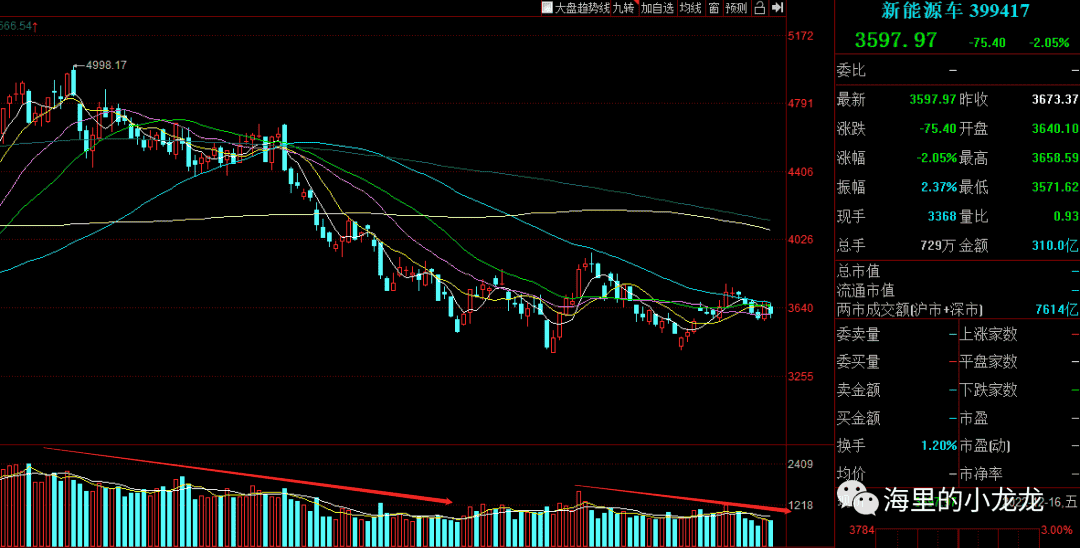 大盘趋势线 九转 加自选 均线 窗 预测
566.54↑
4998.17
5172
4791
4406
4026
3640
3255
2409
1218
新能源车 399417
3597.97 -75.40 -2.05%
委比 –
最新 3597.97 昨收 3673.37
涨跌 -75.40 开盘 3640.10
涨幅 -2.05% 最高 3658.59
振幅 2.37% 最低 3571.62
现手 3368 量比 0.93
总手 729万 金额 310.0亿
总市值 –
流通市值 –
两市成交额(沪市+深市) 7614亿
委卖量 – 上涨家数 –
委买量 – 平盘家数 –
卖金额 – 下跌家数 –
买金额 – 市盈 –
换手 1.20% 市盈(动) –
均价 – 市净率 –
海里的小龙龙
-16,五
3784 3.00%